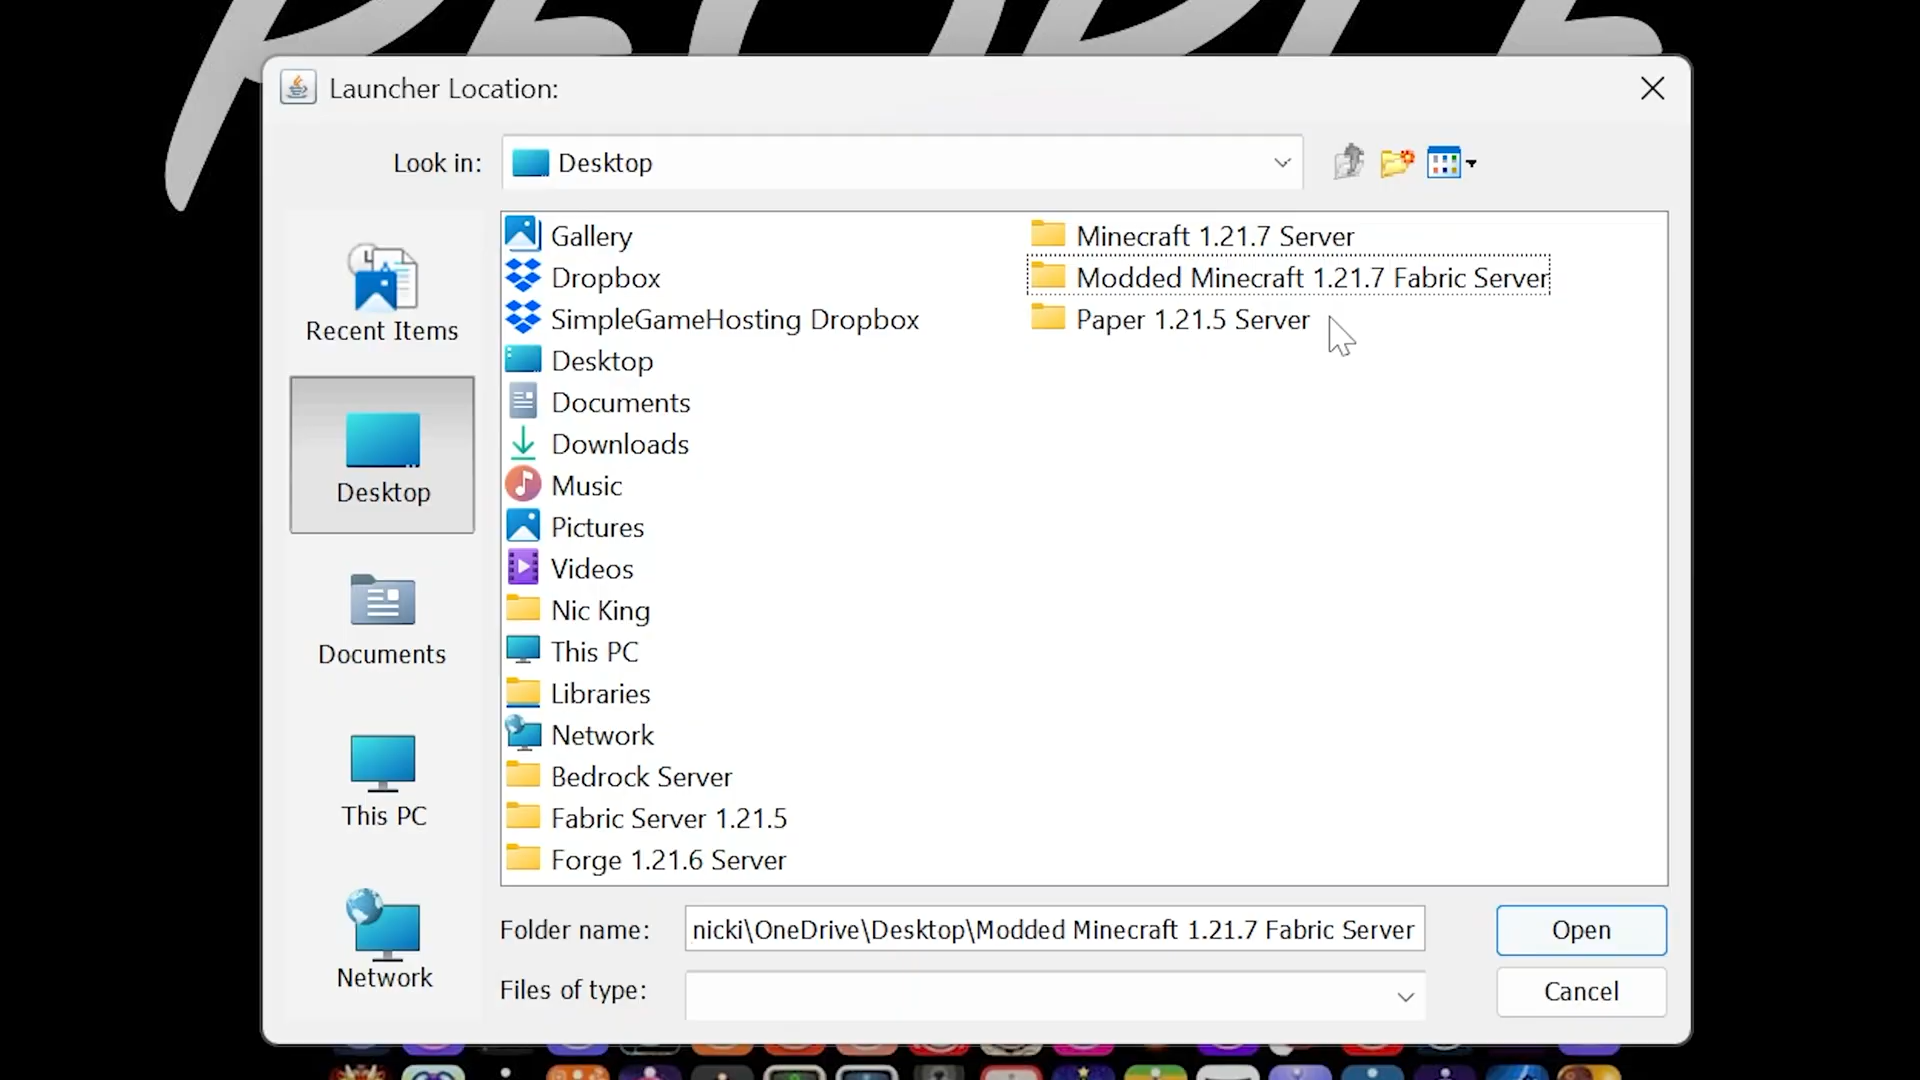 Launcher Location:
Look in:
Desktop
Recent Items
Desktop
Documents
This PC
Network
Gallery
Dropbox
SimpleGameHosting Dropbox
Desktop
Documents
Downloads
Music
Pictures
Videos
Nic King
This PC
Libraries
Network
Bedrock Server
Fabric Server 1.21.5
Forge 1.21.6 Server
Minecraft 1.21.7 Server
Modded Minecraft 1.21.7 Fabric Server
Paper 1.21.5 Server
Folder name:
nicki\OneDrive\Desktop\Modded Minecraft 1.21.7 Fabric Server
Open
Files of type:
Cancel